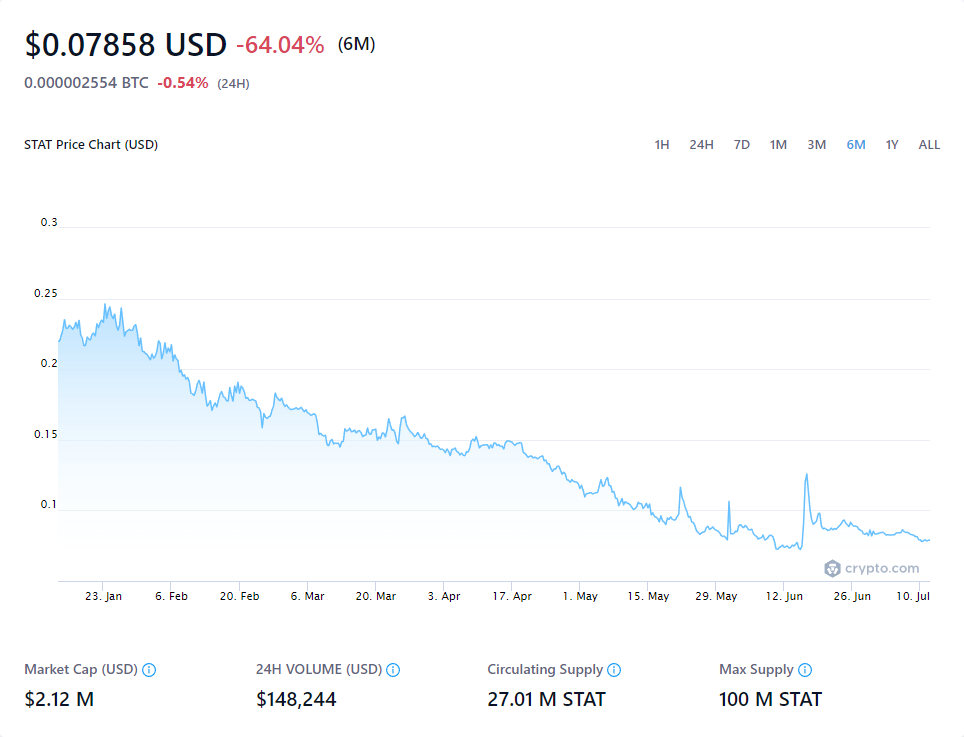 $0.07858 USD -64.04% (6M)
0.000002554 BTC -0.54% (24H)
STAT Price Chart (USD) 1H 24H 7D 1M 3M 6M 1Y ALL
0.3
0.25
0.2
0.15
0.1
crypto.com
23. Jan 6. Feb 20. Feb 6. Mar 20. Mar 3. Apr 17. Apr 1. May 15. May 29. May 12. Jun 26. Jun 10. Jul
Market Cap (USD) 24H VOLUME (USD) Circulating Supply Max Supply
$2.12 M $148,244 27.01 M STAT 100 M STAT